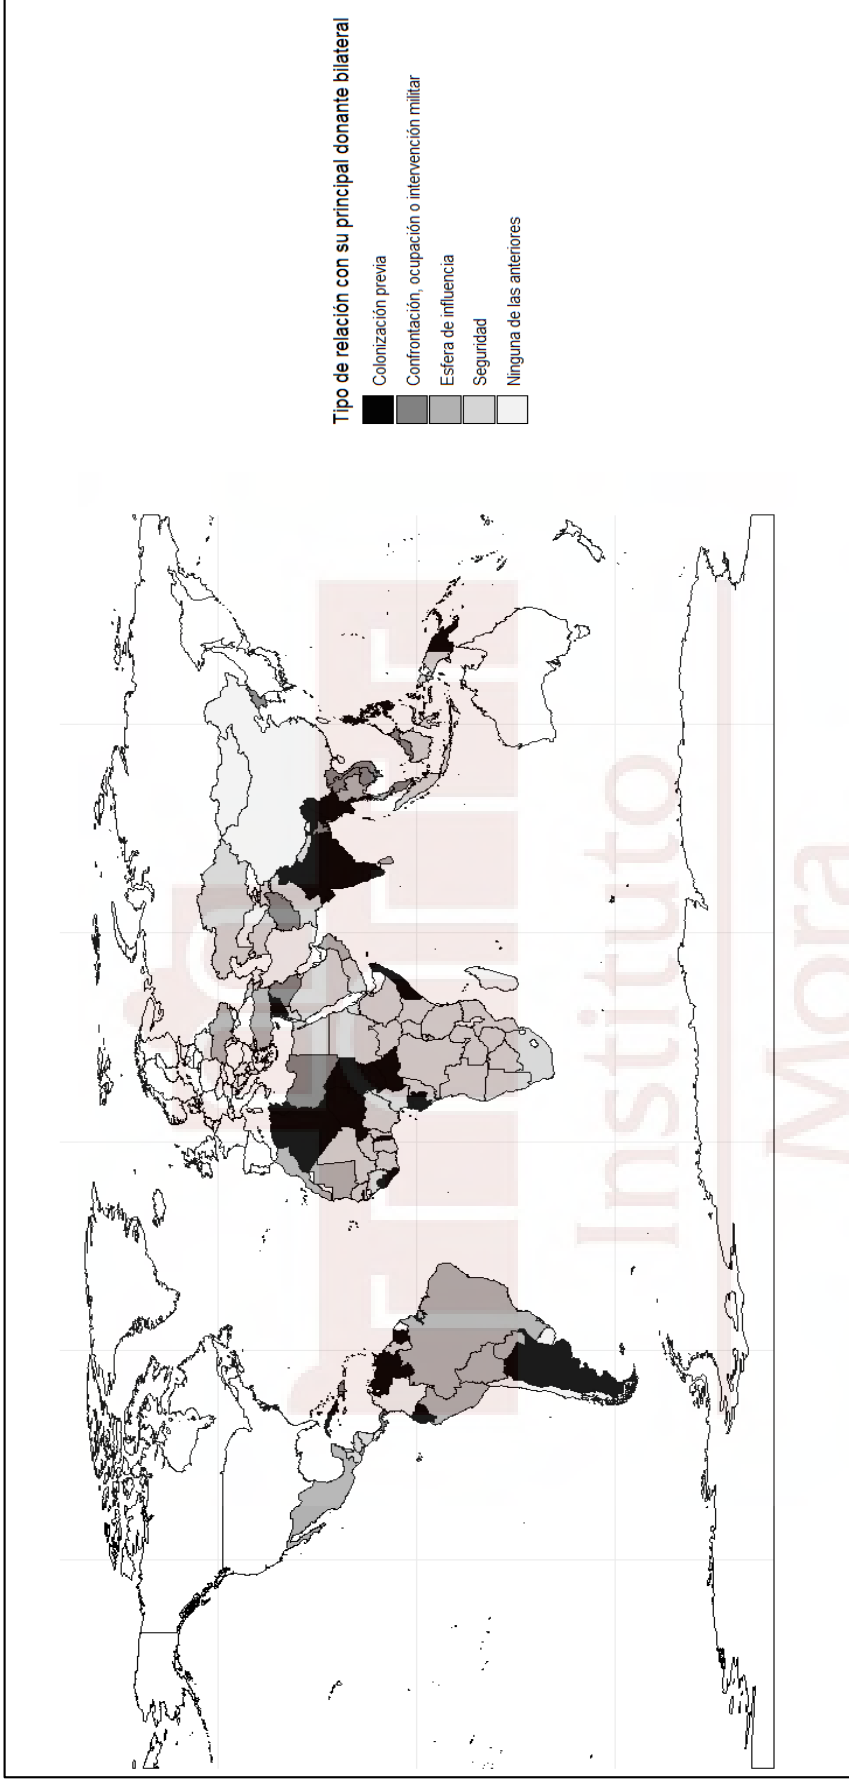 Tipo de relación con su principal donante bilateral
Colonización previa
Confrontación, ocupación o intervención militar
Esfera de influencia
Seguridad
Ninguna de las anteriores
Instituto
Mora